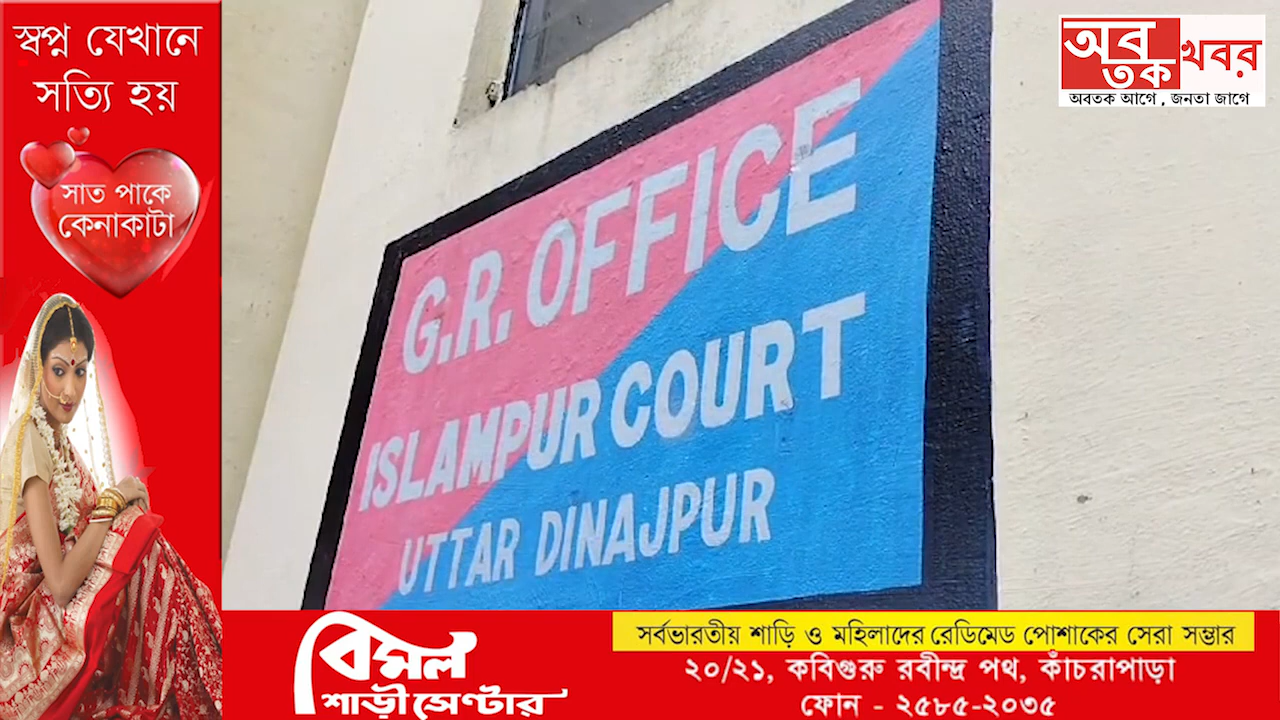 স্বপ্ন যেখানে
সত্যি হয়
সাত পাকে
কেনাকাটা
অবতক খবর
অবতক আগে , জনতা জাগে
G.R. OFFICE
ISLAMPUR COURT
UTTAR DINAJPUR
বিমল
শাড়ী সেণ্টার
সর্বভারতীয় শাড়ি ও মহিলাদের রেডিমেড পোশাকের সেরা সম্ভার
২০/২১, কবিগুরু রবীন্দ্র পথ, কাঁচরাপাড়া
ফোন - ২৫৮৫-২০৩৫